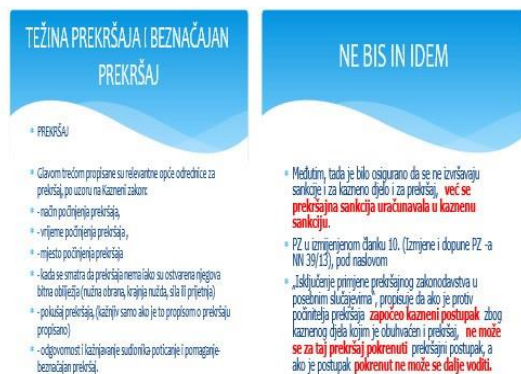 TEŽINA PREKRŠAJA I BEZNAČAJAN
PREKRŠAJ
PREKRŠAJ
Glavom trećom propisane su relevantne opće odrednice za
prekršaj, po uzoru na Kazneni zakon:
- način počinjenja prekršaja,
- vrijeme počinjenja prekršaja,
- mjesto počinjenja prekršaja
- kada se smatra da prekršaja nema iako su ostvarena njegova
bitna obilježja (nužna obrana, krajnja nužda, sila ili prijetnja)
- pokušaj prekršaja, (kažnjiv samo ako je to propisom o prekršaju
propisano)
- odgovornost i kažnjavanje sudionika poticanje i pomaganje-
beznačajan prekršaj.
NE BIS IN IDEM
Međutim, tada je bilo osigurano da se ne izvršavaju
sankcije i za kazneno djelo i za prekršaj, već se
prekršajna sankcija uračunavala u kaznenu
sankciju.
PZ u izmijenjenom članku 10. (Izmjene i dopune PZ -a
NN 39/13), pod naslovom
„Isključenje primjene prekršajnog zakonodavstva u
posebnim slučajevima", propisuje da ako je protiv
počinitelja prekršaja započeo kazneni postupak zbog
kaznenog djela kojim je obuhvaćen i prekršaj, ne može
se za taj prekršaj pokrenuti prekršajni postupak, a
ako je postupak pokrenut ne može se dalje voditi.